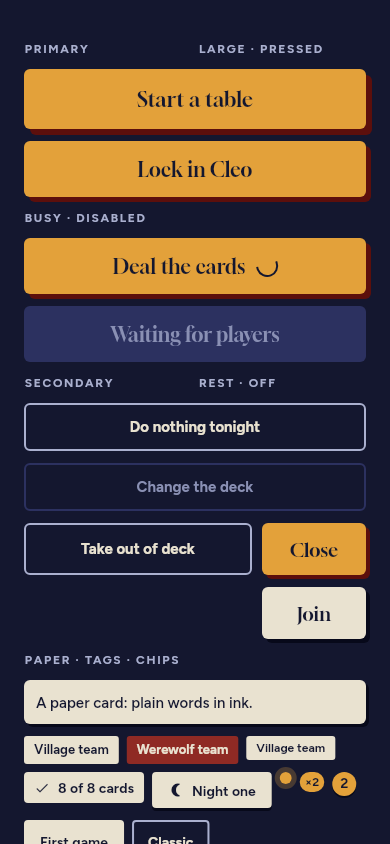 PRIMARY LARGE · PRESSED
Start a table
Lock in Cleo
BUSY · DISABLED
Deal the cards
Waiting for players
SECONDARY REST · OFF
Do nothing tonight
Change the deck
Take out of deck Close
Join
PAPER · TAGS · CHIPS
A paper card: plain words in ink.
Village team Werewolf team Village team
8 of 8 cards Night one ×2 2
First game Classic